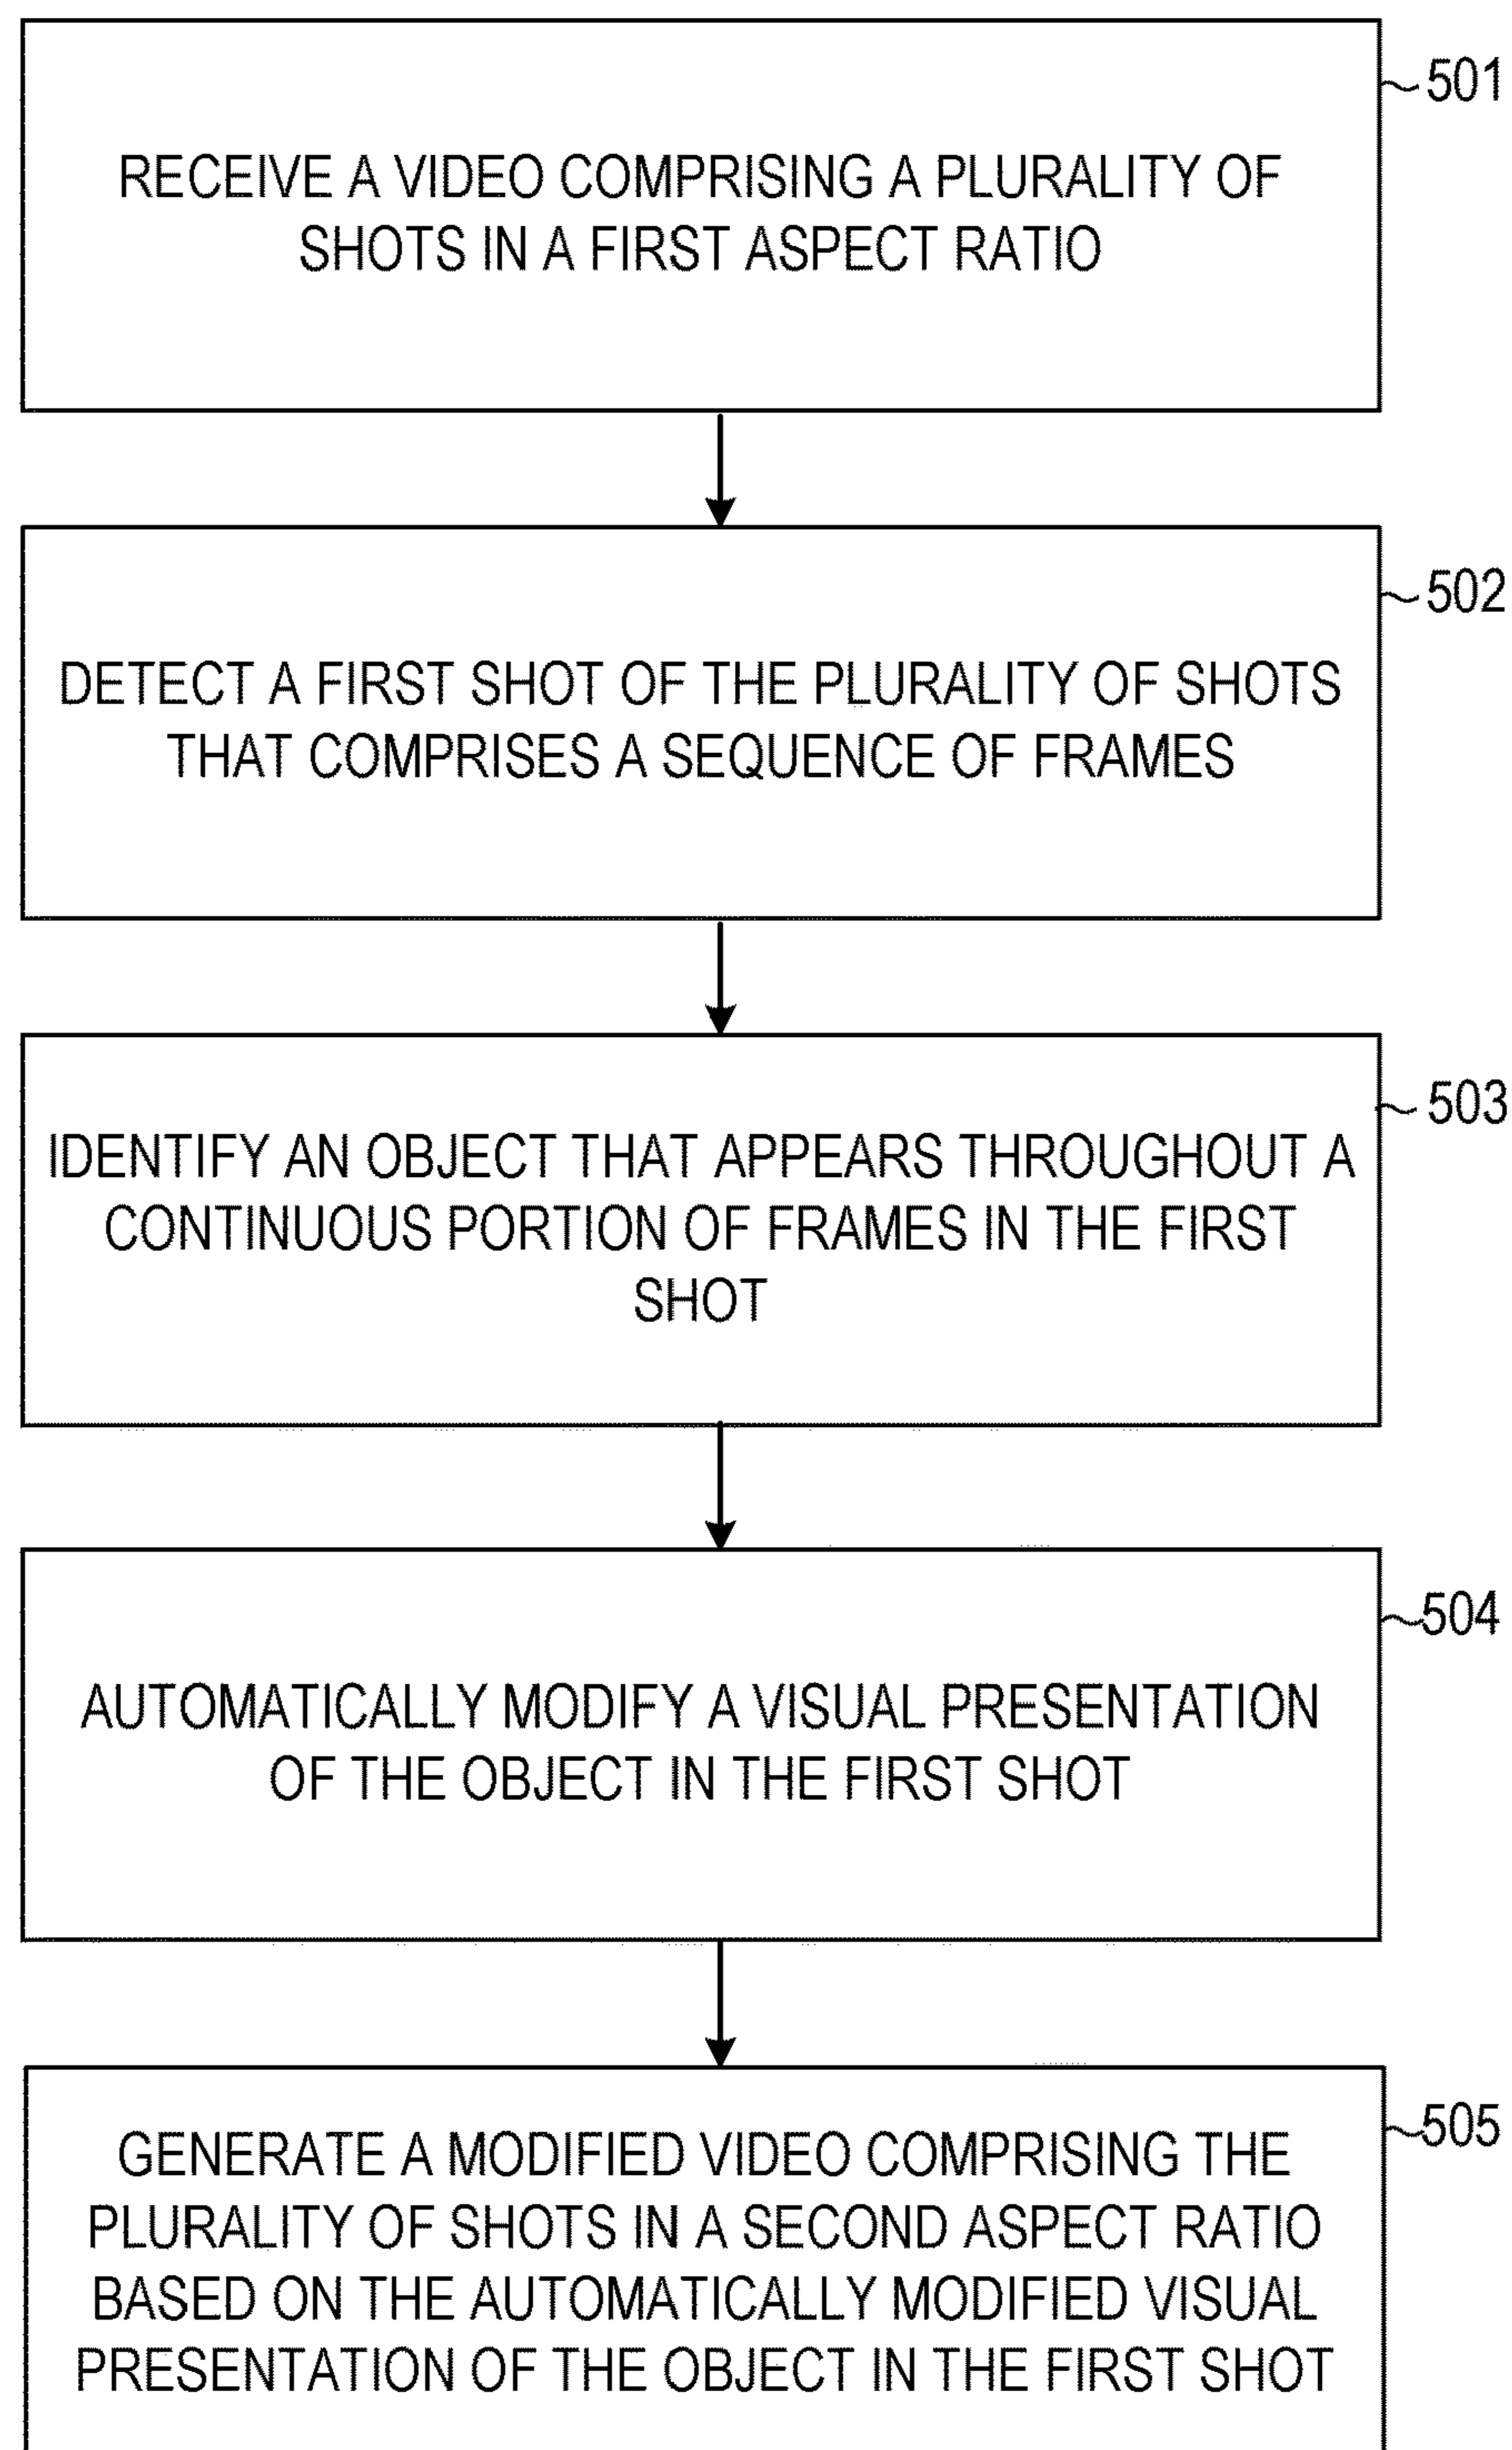 501
RECEIVE A VIDEO COMPRISING A PLURALITY OF
SHOTS IN A FIRST ASPECT RATIO
502
DETECT A FIRST SHOT OF THE PLURALITY OF SHOTS
THAT COMPRISES A SEQUENCE OF FRAMES
503
IDENTIFY AN OBJECT THAT APPEARS THROUGHOUT A
CONTINUOUS PORTION OF FRAMES IN THE FIRST
SHOT
504
AUTOMATICALLY MODIFY A VISUAL PRESENTATION
OF THE OBJECT IN THE FIRST SHOT
505
GENERATE A MODIFIED VIDEO COMPRISING THE
PLURALITY OF SHOTS IN A SECOND ASPECT RATIO
BASED ON THE AUTOMATICALLY MODIFIED VISUAL
PRESENTATION OF THE OBJECT IN THE FIRST SHOT